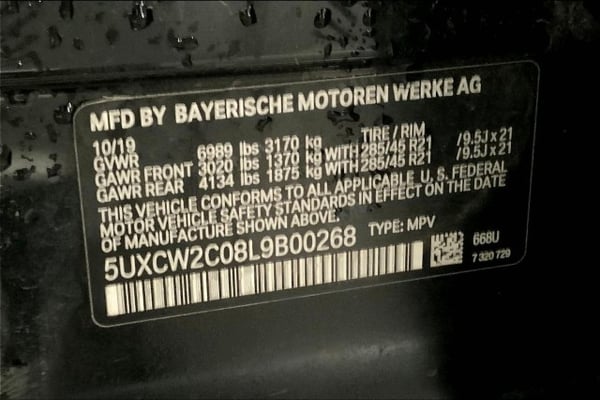 MFD BY BAYERISCHE MOTOREN WERKE AG
10/19 TIRE / RIM
GVWR 6989 lbs 3170 kg
GAWR FRONT 3020 lbs 1370 kg WITH 285/45 R21 /9.5J x 21
GAWR REAR 4134 lbs 1875 kg WITH 285/45 R21 /9.5J x 21
THIS VEHICLE CONFORMS TO ALL APPLICABLE U. S. FEDERAL
MOTOR VEHICLE SAFETY STANDARDS IN EFFECT ON THE DATE
OF MANUFACTURE SHOWN ABOVE.
5UXCW2C08L9B00268 TYPE: MPV
668U
7 320 729